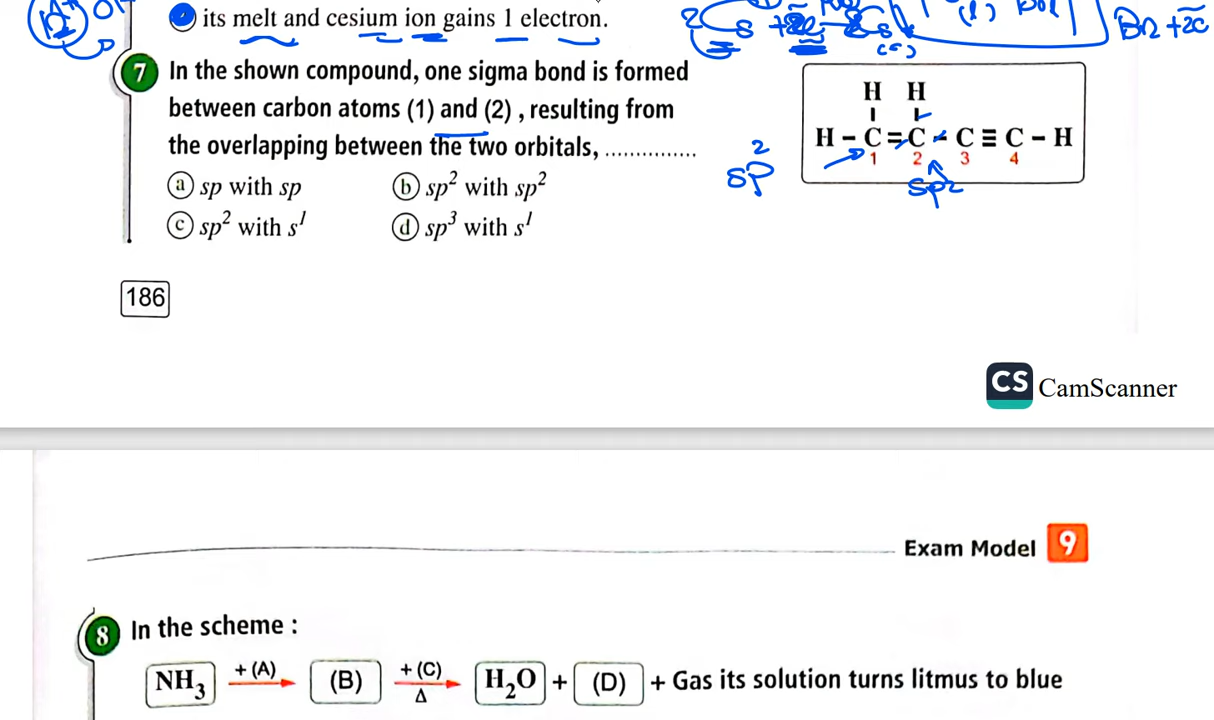 its melt and cesium ion gains 1 electron.
7 In the shown compound, one sigma bond is formed
between carbon atoms (1) and (2) , resulting from
the overlapping between the two orbitals, ...............
a sp with sp
b sp² with sp²
c sp² with s¹
d sp³ with s¹
H H
H – C = C – C ≡ C – H
1 2 3 4
sp²
sp²
186
CS CamScanner
Exam Model 9
8 In the scheme :
NH₃ + (A) (B) + (C) Δ H₂O + (D) + Gas its solution turns litmus to blue